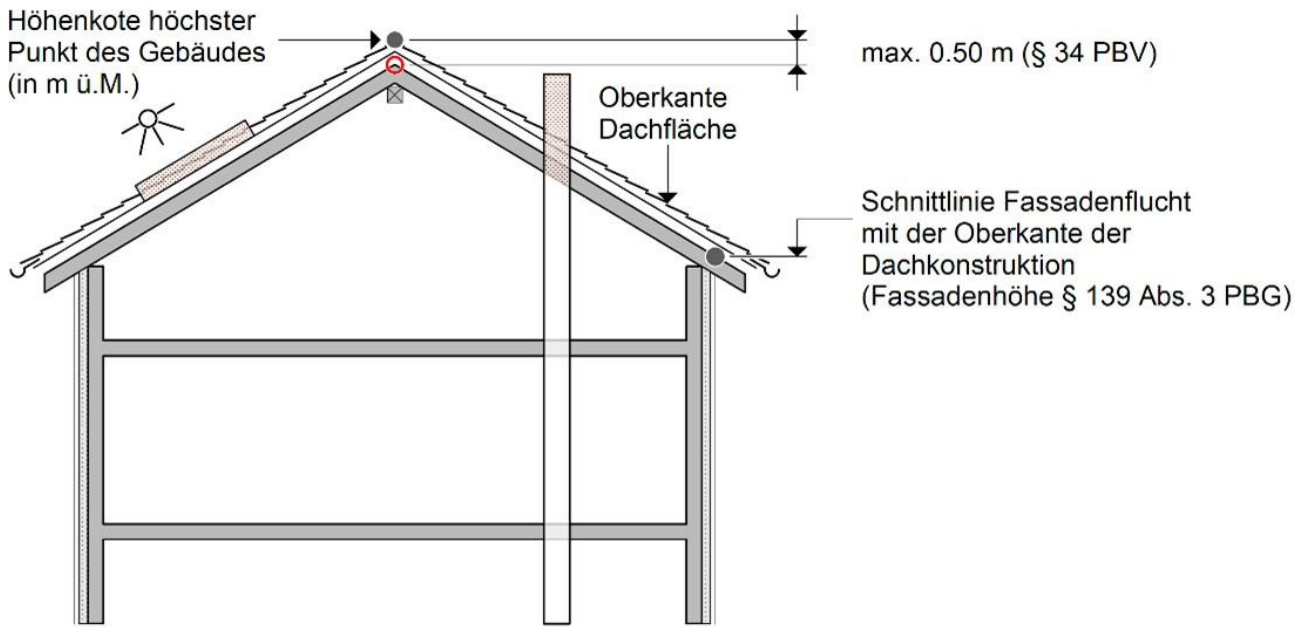 Höhenkote höchster
Punkt des Gebäudes
(in m ü.M.)
max. 0.50 m (§ 34 PBV)
Oberkante
Dachfläche
Schnittlinie Fassadenflucht
mit der Oberkante der
Dachkonstruktion
(Fassadenhöhe § 139 Abs. 3 PBG)